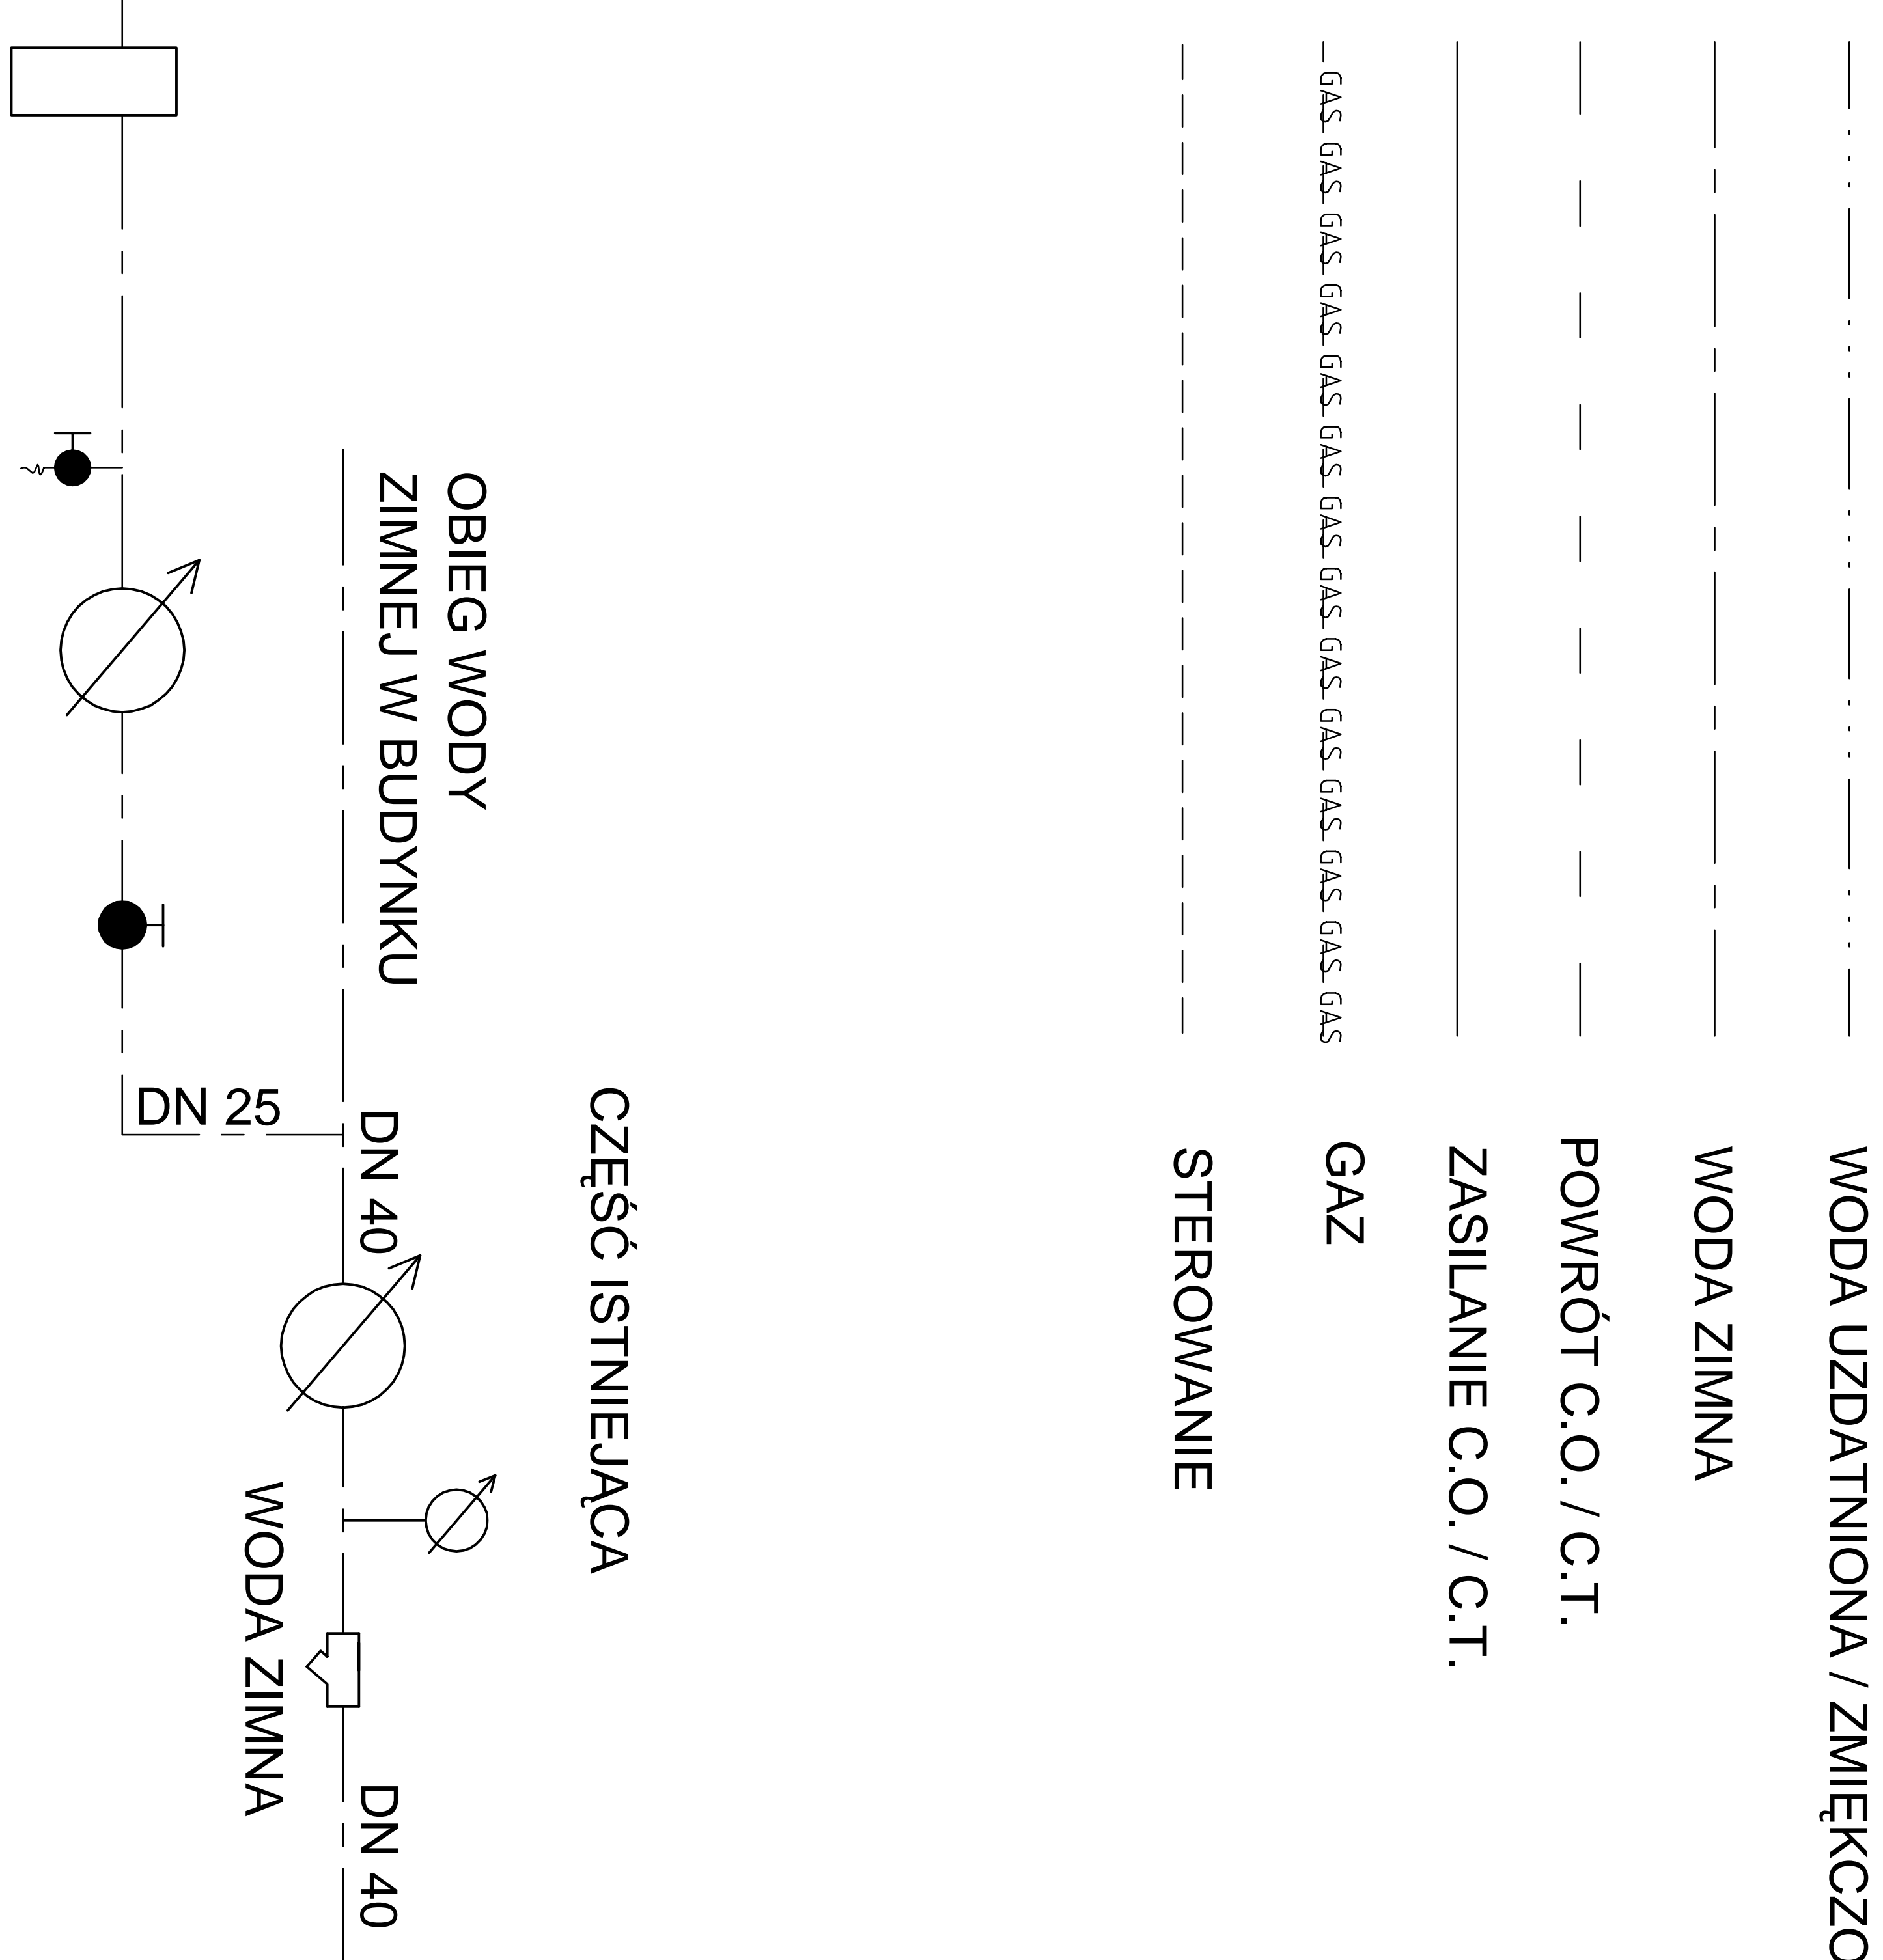 WODA UZDATNIONA / ZMIĘKCZO
WODA ZIMNA
POWRÓT C.O. / C.T.
ZASILANIE C.O. / C.T.
GAS GAS GAS GAS GAS GAS GAS GAS GAS GAS GAS GAS GAS GAS
GAZ
STEROWANIE
CZĘŚĆ ISTNIEJĄCA
OBIEG WODY
ZIMNEJ W BUDYNKU
DN 40
DN 40
WODA ZIMNA
DN 25